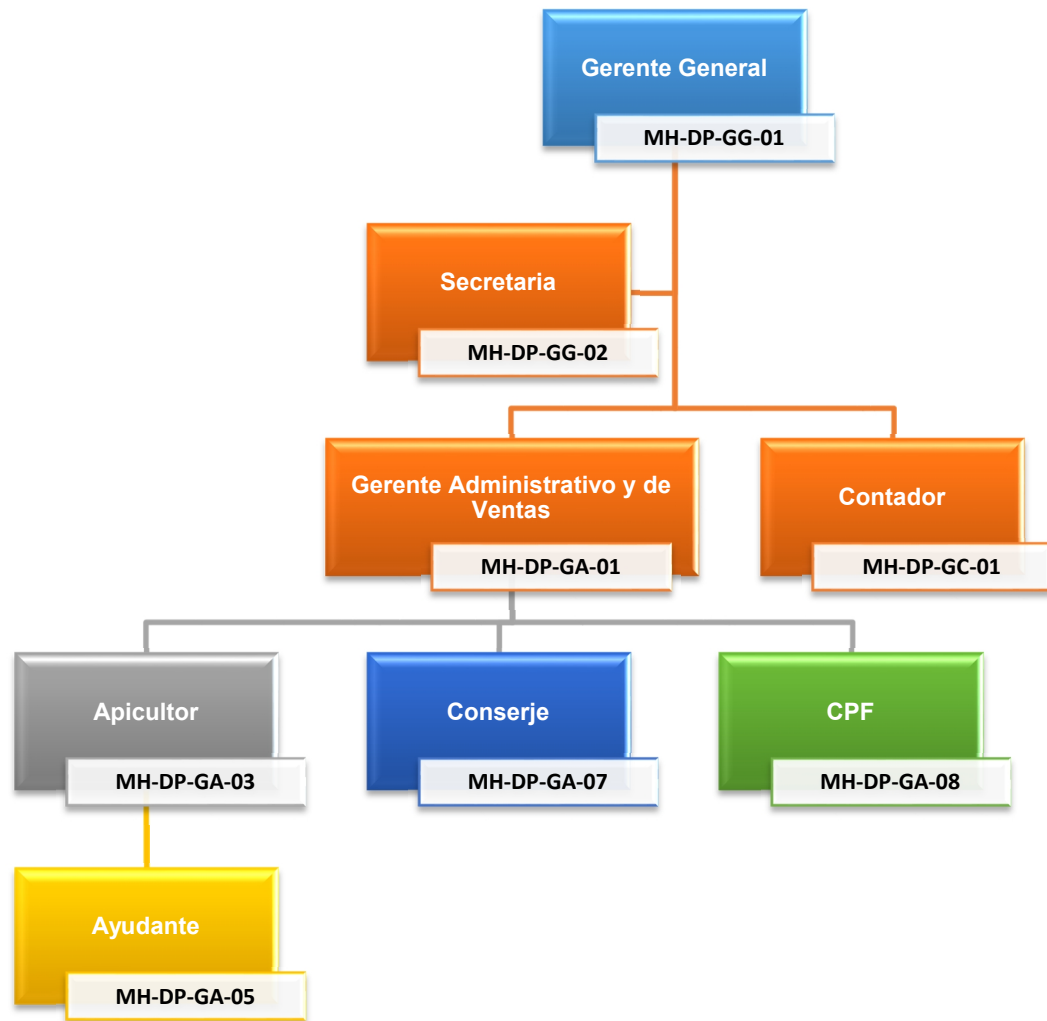 Gerente General
MH-DP-GG-01
Secretaria
MH-DP-GG-02
Gerente Administrativo y de
Ventas
MH-DP-GA-01
Contador
MH-DP-GC-01
Apicultor
MH-DP-GA-03
Conserje
MH-DP-GA-07
CPF
MH-DP-GA-08
Ayudante
MH-DP-GA-05